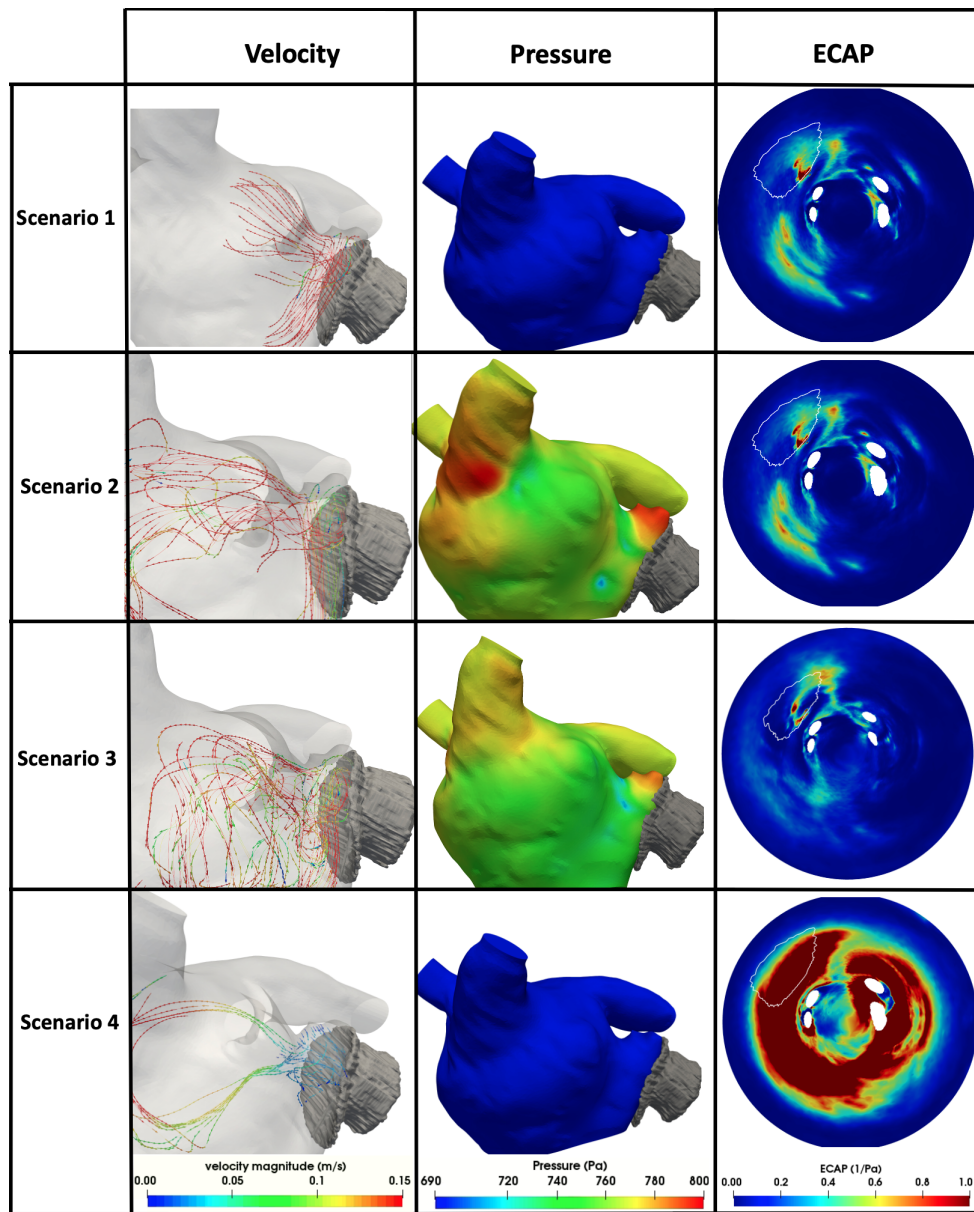 Velocity Pressure ECAP
Scenario 1
Scenario 2
Scenario 3
Scenario 4
velocity magnitude (m/s)
0.00 0.05 0.1 0.15
Pressure (Pa)
690 720 740 760 780 800
ECAP (1/Pa)
0.00 0.2 0.4 0.6 0.8 1.0